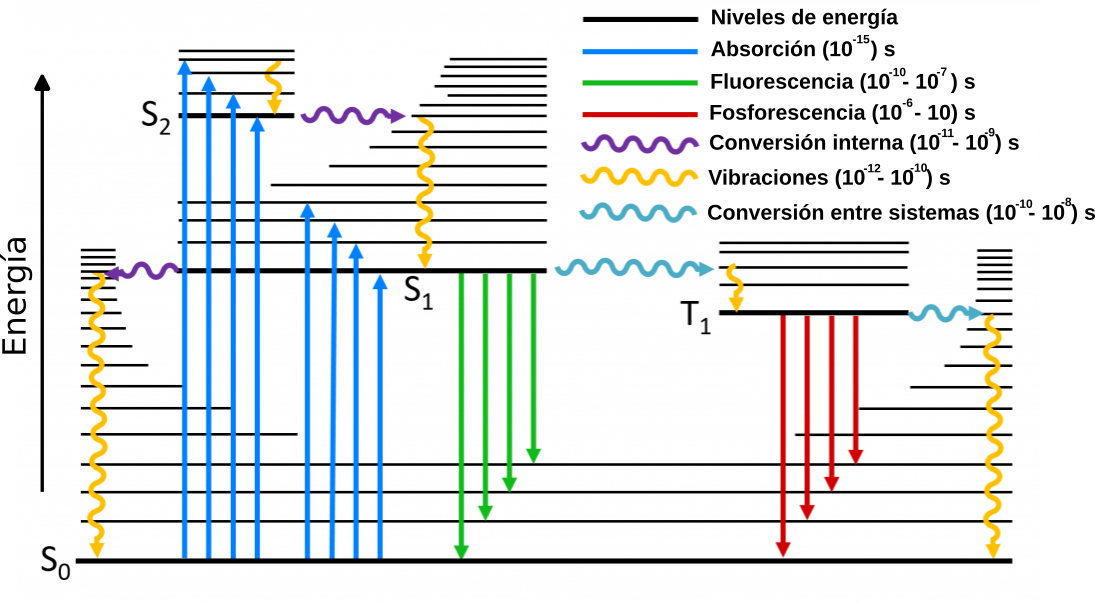 Niveles de energía
Absorción (10⁻¹⁵) s
Fluorescencia (10⁻¹⁰ - 10⁻⁷ ) s
Fosforescencia (10⁻⁶ - 10) s
Conversión interna (10⁻¹¹ - 10⁻⁹) s
Vibraciones (10⁻¹² - 10⁻¹⁰) s
Conversión entre sistemas (10⁻¹⁰ - 10⁻⁸) s
Energía
S₂
S₁
T₁
S₀